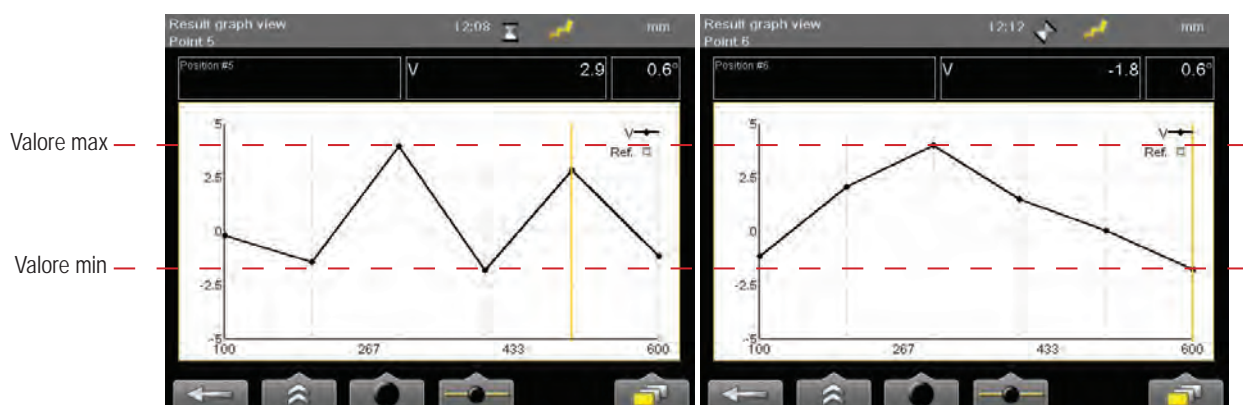 Result graph view
Point 5
12:08
mm
Position #5
V
2.9
0.6°
Valore max
Valore min
5
2.5
0
-2.5
-5
100
267
433
600
V
Ref.
Result graph view
Point 6
12:12
mm
Position #6
V
-1.8
0.6°
5
2.5
0
-2.5
-5
100
267
433
600
V
Ref.